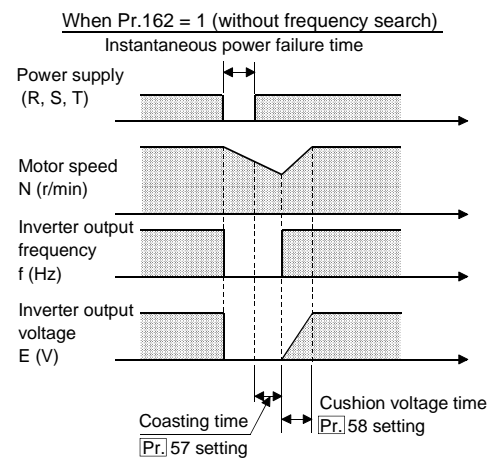 When Pr.162 = 1 (without frequency search)
Instantaneous power failure time
Power supply
(R, S, T)
Motor speed
N (r/min)
Inverter output
frequency
f (Hz)
Inverter output
voltage
E (V)
Coasting time
Pr. 57 setting
Cushion voltage time
Pr. 58 setting